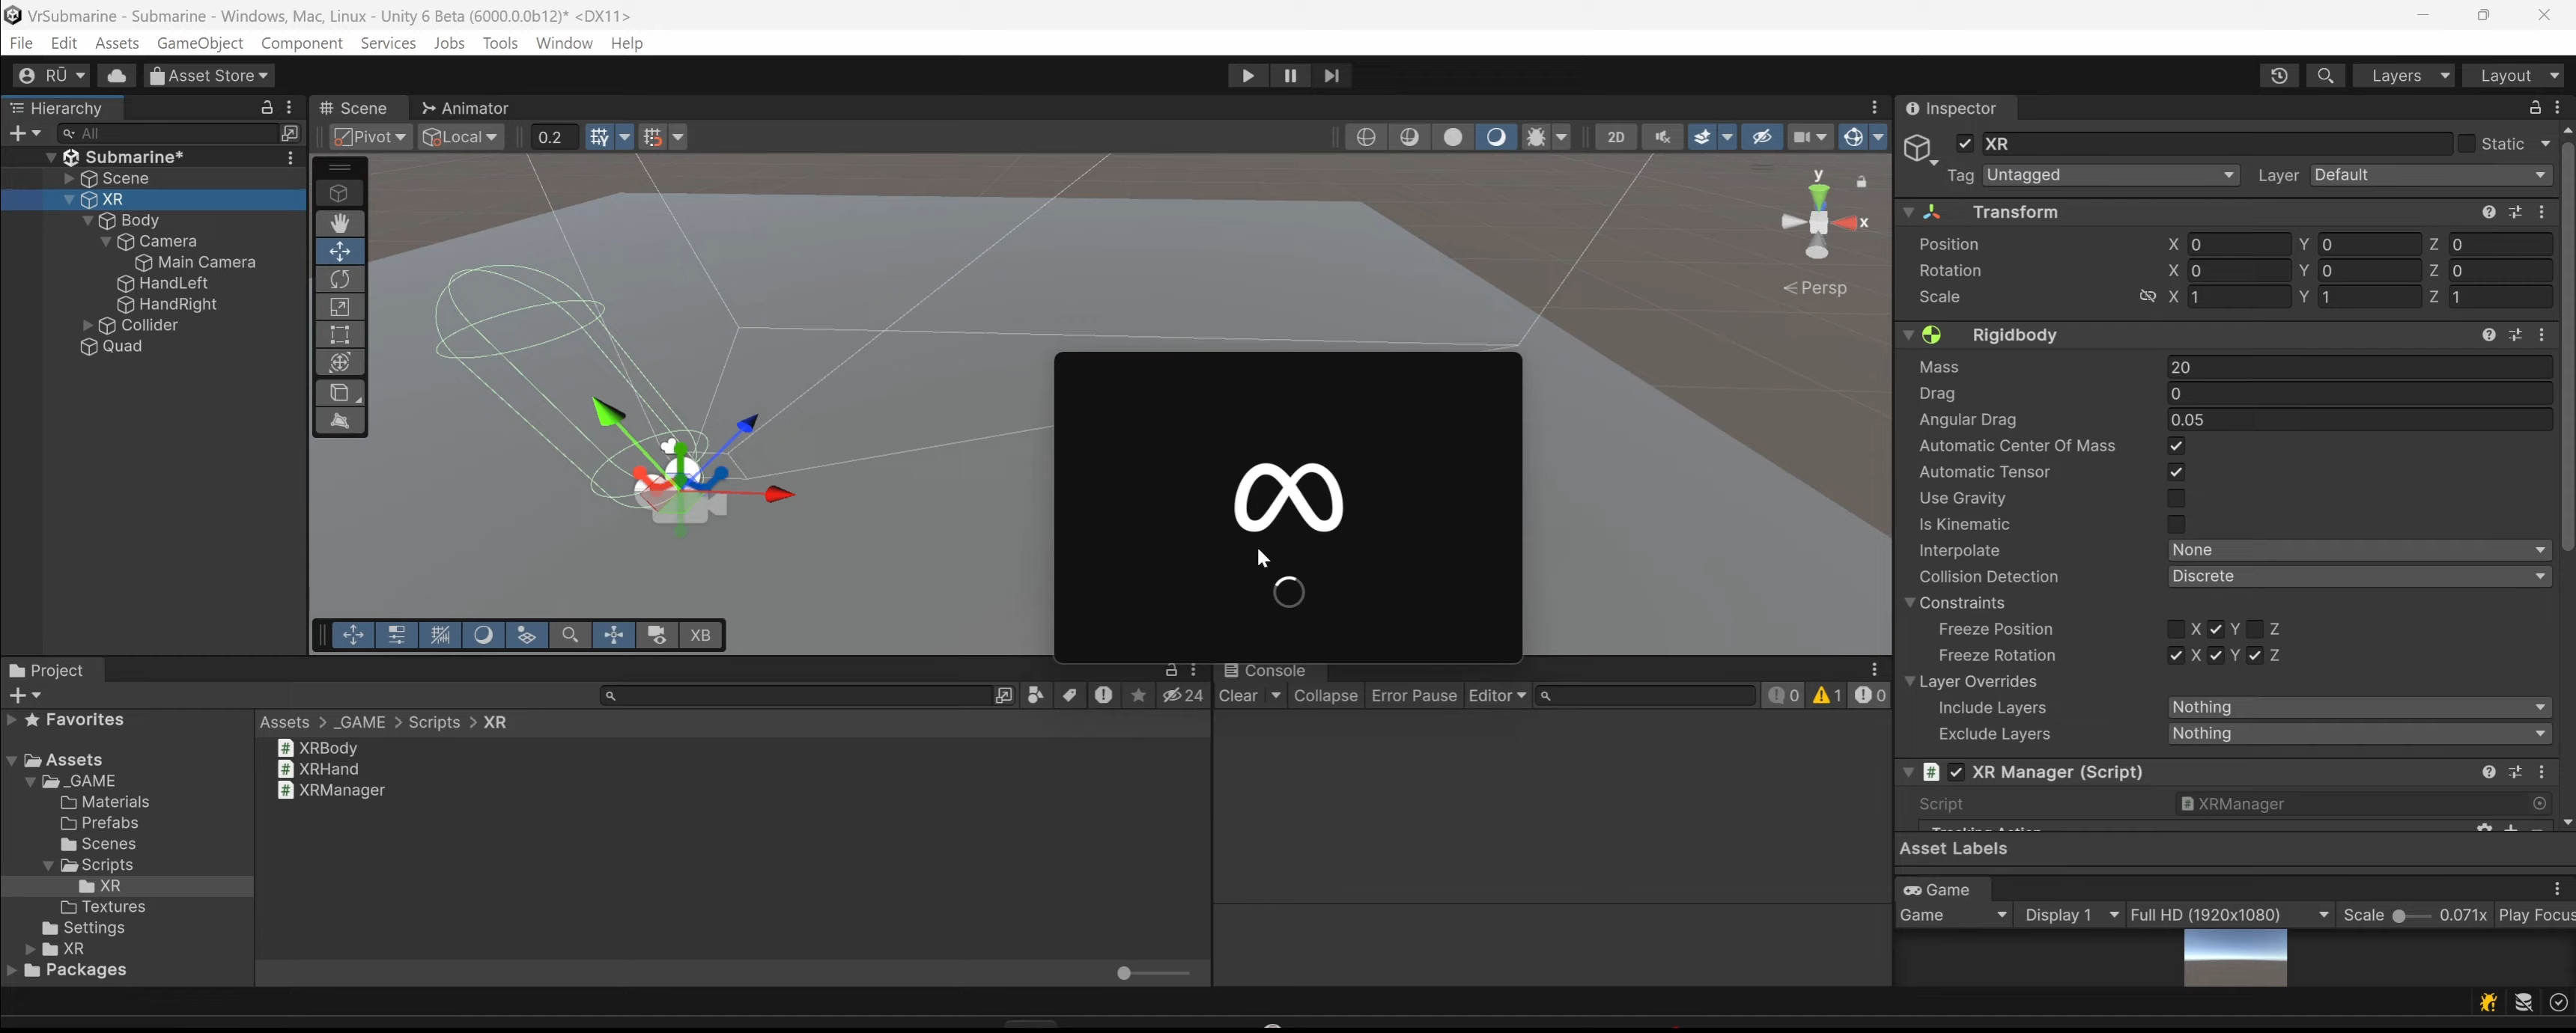 VrSubmarine - Submarine - Windows, Mac, Linux - Unity 6 Beta (6000.0.0b12)* <DX11>
File Edit Assets GameObject Component Services Jobs Tools Window Help
RŪ Asset Store Layers Layout
Hierarchy
All
Submarine*
Scene
XR
Body
Camera
Main Camera
HandLeft
HandRight
Collider
Quad
Scene Animator
Pivot Local 0.2 2D
y
x
Persp
XB
Inspector
XR Static
Tag Untagged Layer Default
Transform
Position X 0 Y 0 Z 0
Rotation X 0 Y 0 Z 0
Scale X 1 Y 1 Z 1
Rigidbody
Mass 20
Drag 0
Angular Drag 0.05
Automatic Center Of Mass
Automatic Tensor
Use Gravity
Is Kinematic
Interpolate None
Collision Detection Discrete
Constraints
Freeze Position X Y Z
Freeze Rotation X Y Z
Layer Overrides
Include Layers Nothing
Exclude Layers Nothing
XR Manager (Script)
Script XRManager
Asset Labels
Game
Game Display 1 Full HD (1920x1080) Scale 0.071x Play Focus
Project
24
Favorites
Assets
_GAME
Materials
Prefabs
Scenes
Scripts
XR
Textures
Settings
XR
Packages
Assets > _GAME > Scripts > XR
XRBody
XRHand
XRManager
Console
Clear Collapse Error Pause Editor 0 1 0